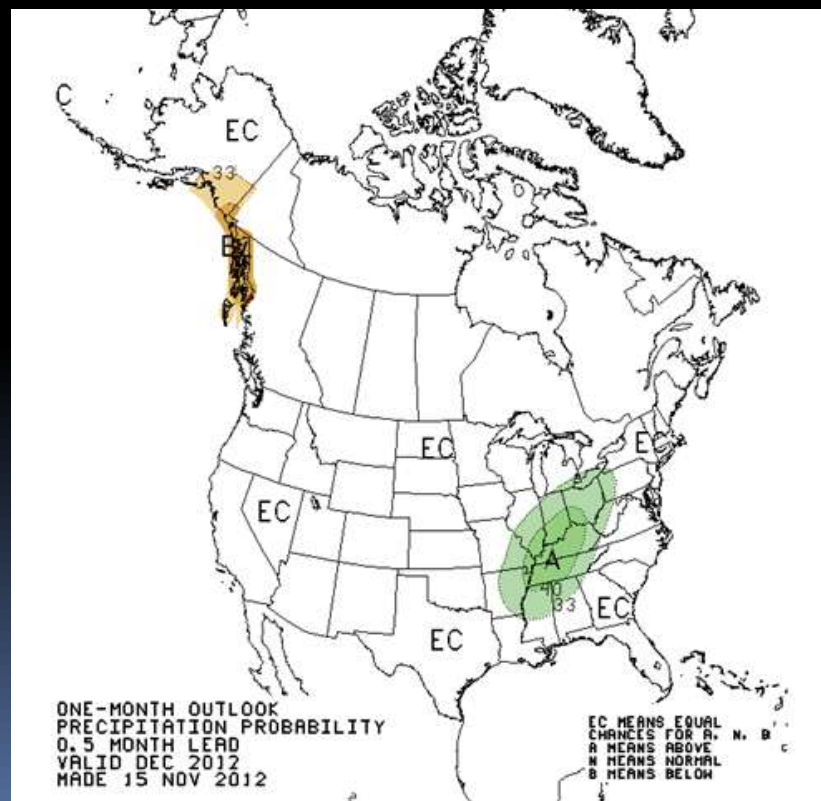 C
EC
33
B
EC
EC
EC
A
40
33
EC
EC
ONE-MONTH OUTLOOK
PRECIPITATION PROBABILITY
0.5 MONTH LEAD
VALID DEC 2012
MADE 15 NOV 2012
EC MEANS EQUAL
CHANCES FOR A, N, B
A MEANS ABOVE
N MEANS NORMAL
B MEANS BELOW
C